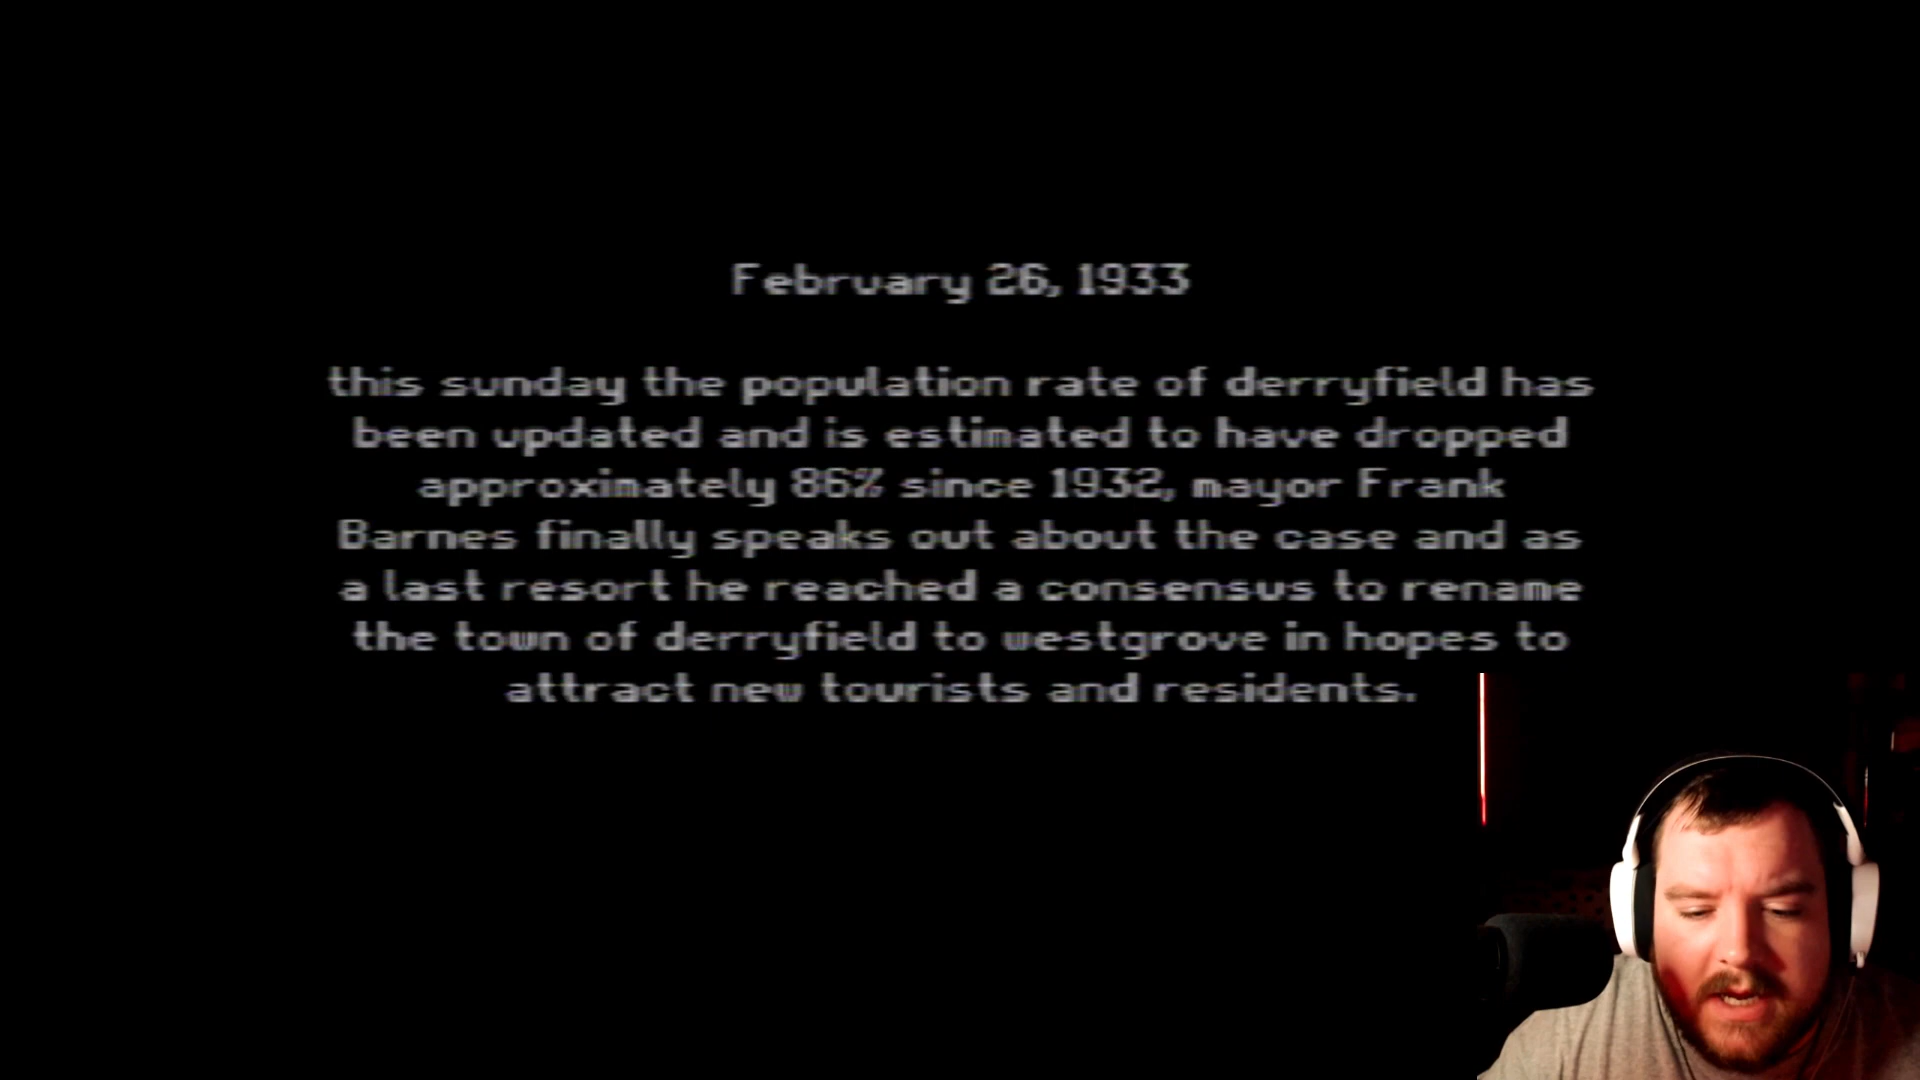 February 26, 1933
this sunday the population rate of derryfield has
been updated and is estimated to have dropped
approximately 86% since 1932, mayor Frank
Barnes finally speaks out about the case and as
a last resort he reached a consensus to rename
the town of derryfield to westgrove in hopes to
attract new tourists and residents.